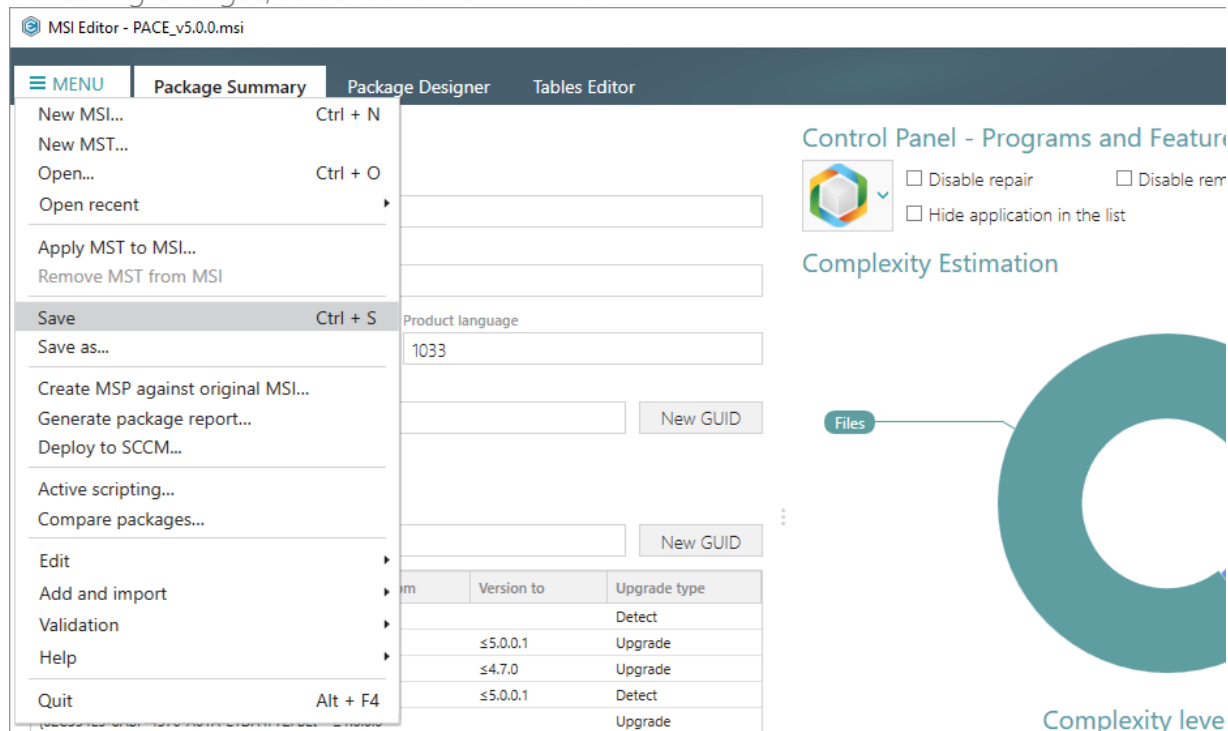 MSI Editor - PACE_v5.0.0.msi
MENU Package Summary Package Designer Tables Editor
New MSI... Ctrl + N
New MST...
Open... Ctrl + O
Open recent
Apply MST to MSI...
Remove MST from MSI
Save Ctrl + S
Save as...
Create MSP against original MSI...
Generate package report...
Deploy to SCCM...
Active scripting...
Compare packages...
Edit
Add and import
Validation
Help
Quit Alt + F4
Product language
1033
New GUID
New GUID
Version to Upgrade type
Detect
≤5.0.0.1 Upgrade
≤4.7.0 Upgrade
≤5.0.0.1 Detect
Upgrade
Control Panel - Programs and Feature
Disable repair Disable rem
Hide application in the list
Complexity Estimation
Files
Complexity leve